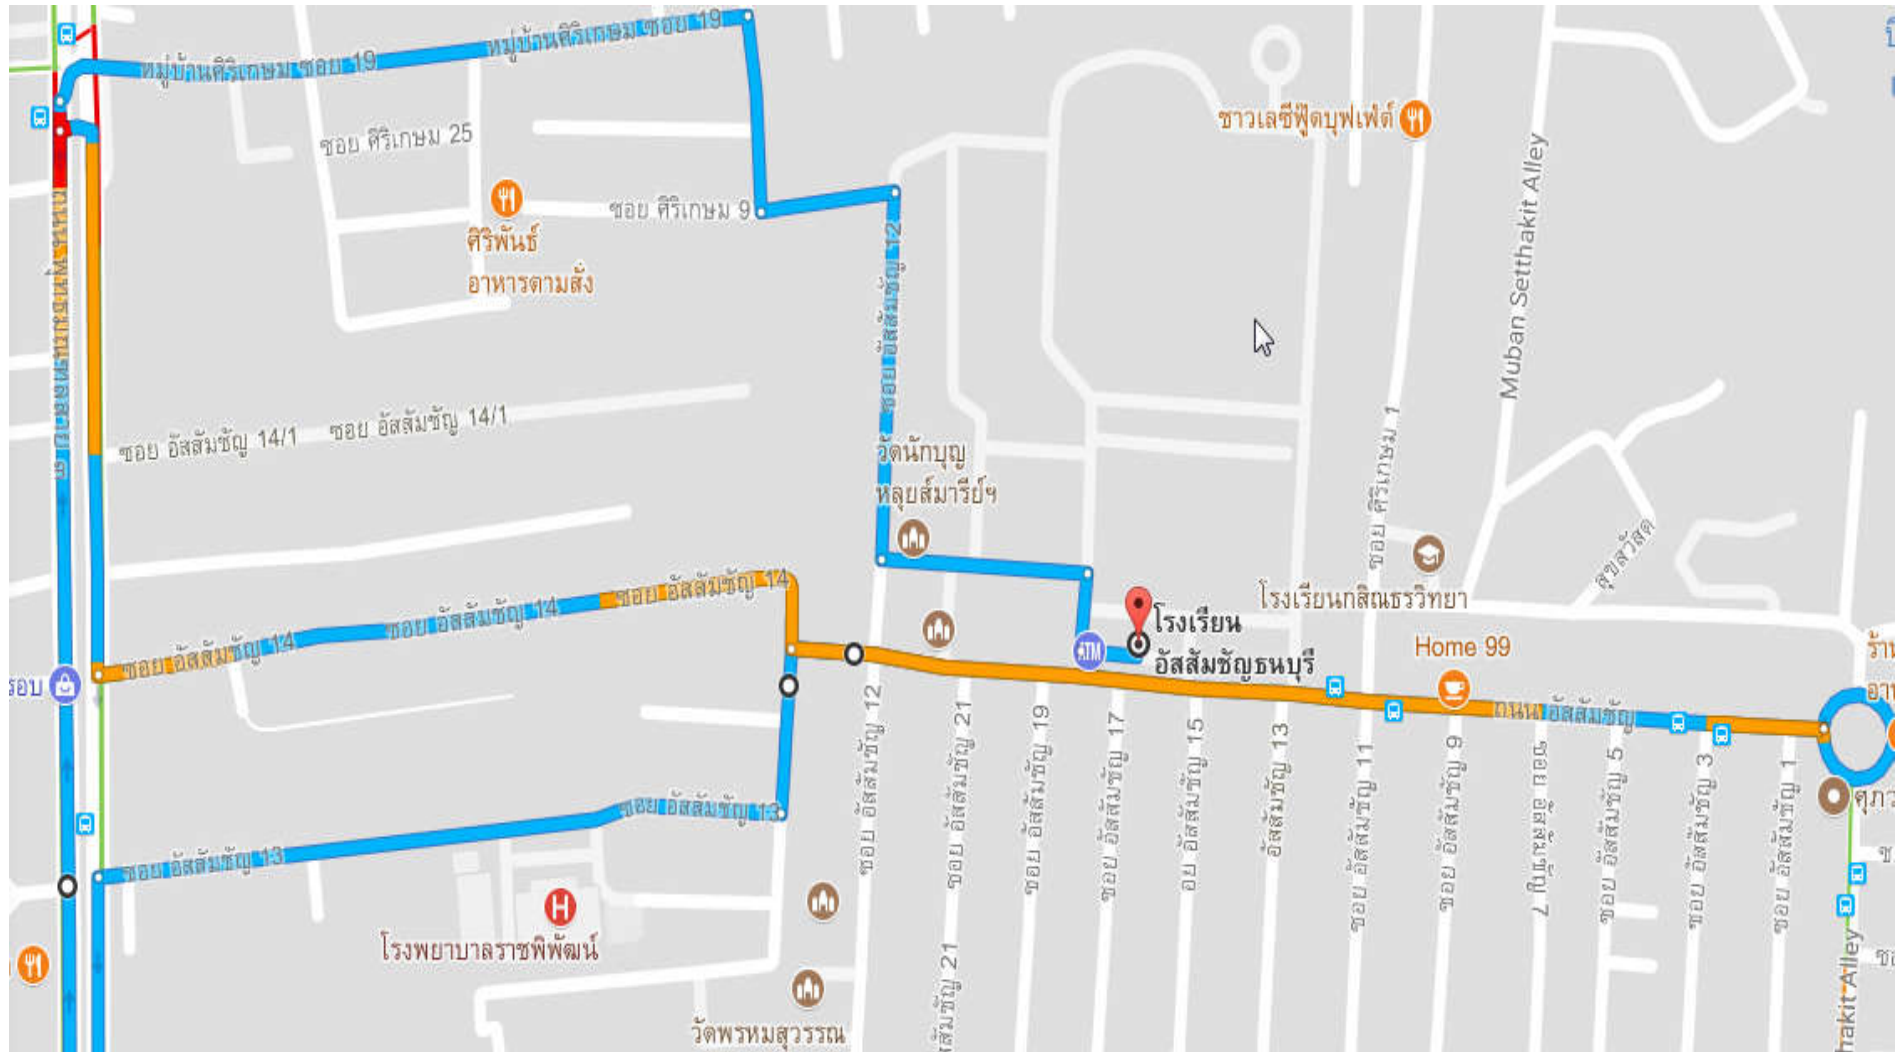 หมู่บ้านศิริเกษม ซอย 19
หมู่บ้านศิริเกษม ซอย 19
ซอย ศิริเกษม 25
ซอย ศิริเกษม 9
ชาวเลซีฟู้ดบุฟเฟ่ต์
ศิริพันธ์
อาหารตามสั่ง
ซอย อัสสัมชัญ 12
Muban Setthakit Alley
ซอย อัสสัมชัญ 14/1
ซอย อัสสัมชัญ 14/1
วัดนักบุญ
หลุยส์มารีย์ฯ
ซอย ศิริเกษม 1
สุขสวัสดิ์
โรงเรียนกสิณธรวิทยา
ซอย อัสสัมชัญ 14
ซอย อัสสัมชัญ 14
ซอย อัสสัมชัญ 14
ATM
โรงเรียน
อัสสัมชัญธนบุรี
Home 99
รอบ
ถนน อัสสัมชัญ
ซอย อัสสัมชัญ 12
ซอย อัสสัมชัญ 21
ซอย อัสสัมชัญ 19
ซอย อัสสัมชัญ 17
อย อัสสัมชัญ 15
อัสสัมชัญ 13
ซอย อัสสัมชัญ 11
ซอย อัสสัมชัญ 9
ซอย อัสสัมชัญ 7
ซอย อัสสัมชัญ 5
ซอย อัสสัมชัญ 3
ซอย อัสสัมชัญ 1
ซอย อัสสัมชัญ 13
ซอย อัสสัมชัญ 13
H
โรงพยาบาลราชพิพัฒน์
วัดพรหมสุวรรณ
สสัมชัญ 21
hakit Alley